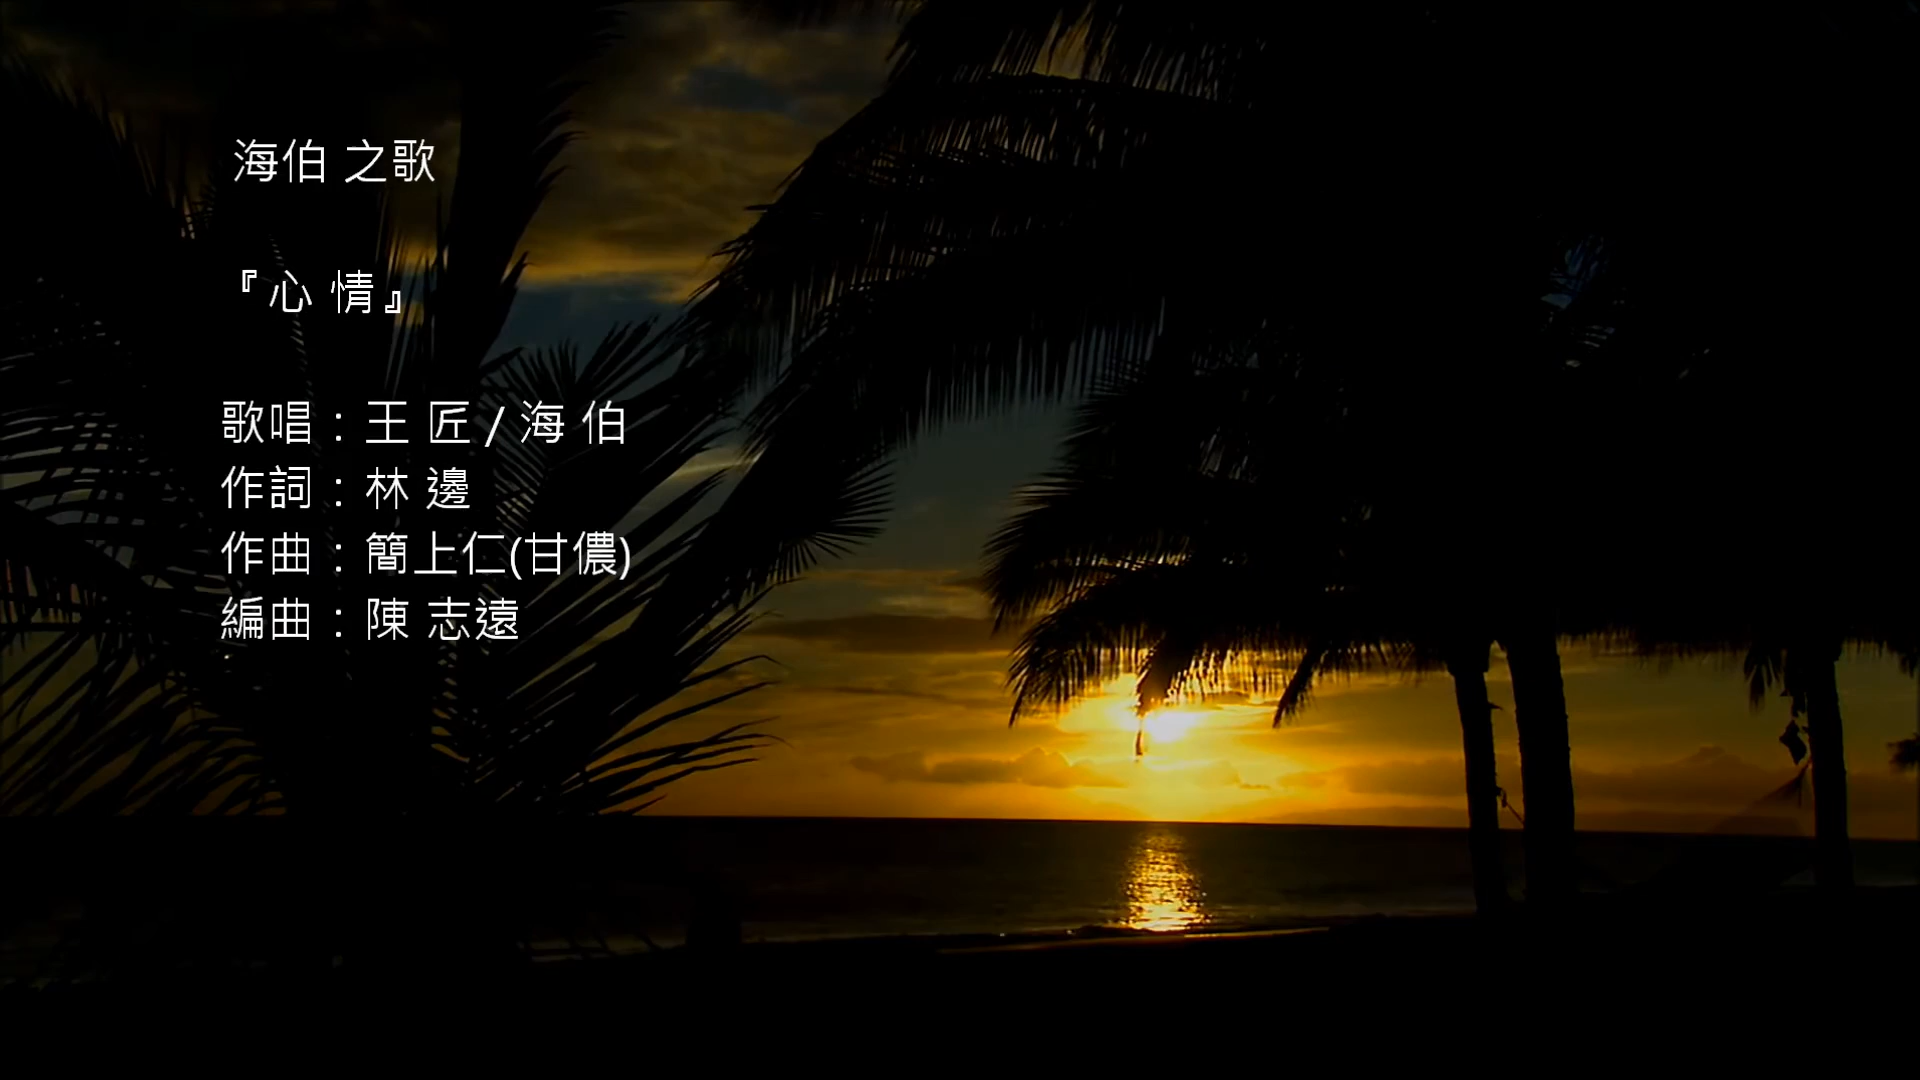 海伯 之歌
『心 情』
歌唱：王 匠 / 海 伯
作詞：林 邊
作曲：簡上仁(甘儂)
編曲：陳 志遠